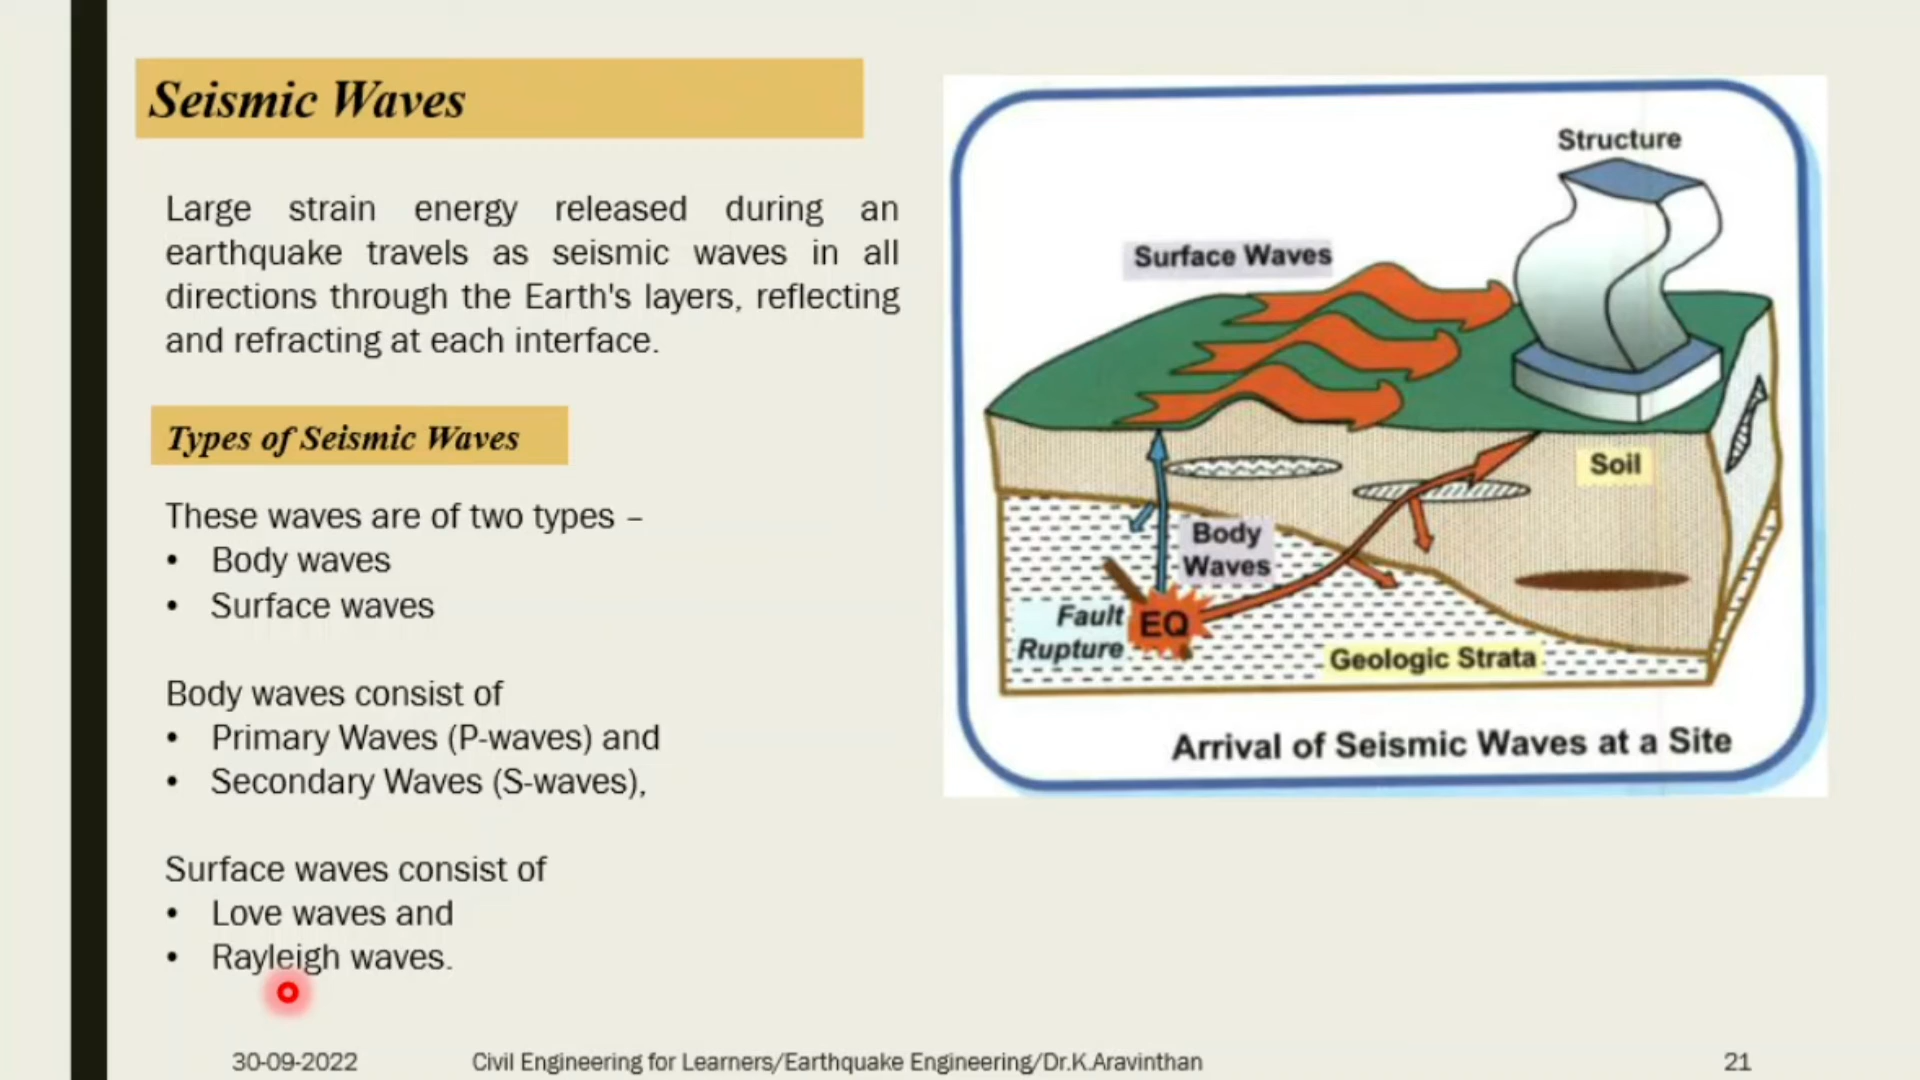 Seismic Waves
Large strain energy released during an
earthquake travels as seismic waves in all
directions through the Earth's layers, reflecting
and refracting at each interface.
Types of Seismic Waves
These waves are of two types –
• Body waves
• Surface waves
Body waves consist of
• Primary Waves (P-waves) and
• Secondary Waves (S-waves),
Surface waves consist of
• Love waves and
• Rayleigh waves.
Structure
Surface Waves
Soil
Body
Waves
Fault
Rupture
EQ
Geologic Strata
Arrival of Seismic Waves at a Site
30-09-2022
Civil Engineering for Learners/Earthquake Engineering/Dr.K.Aravinthan
21